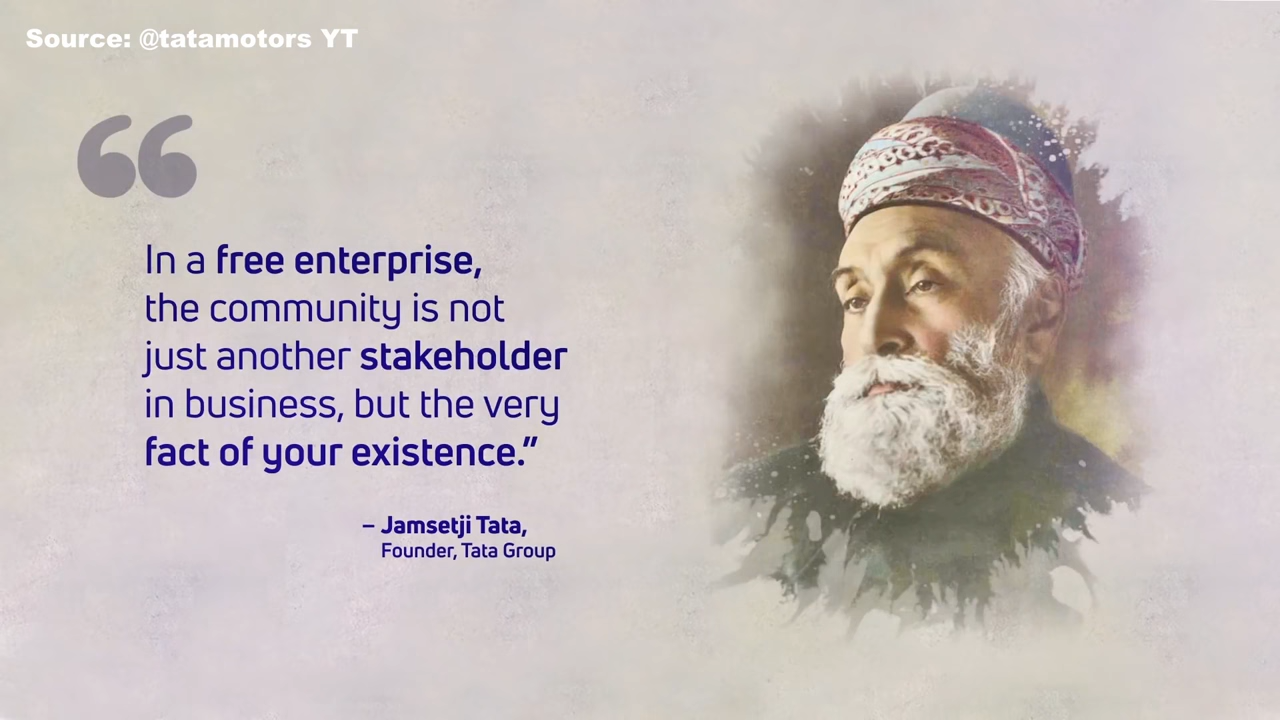 Source: @tatamotors YT
“
In a free enterprise,
the community is not
just another stakeholder
in business, but the very
fact of your existence.”
– Jamsetji Tata,
Founder, Tata Group